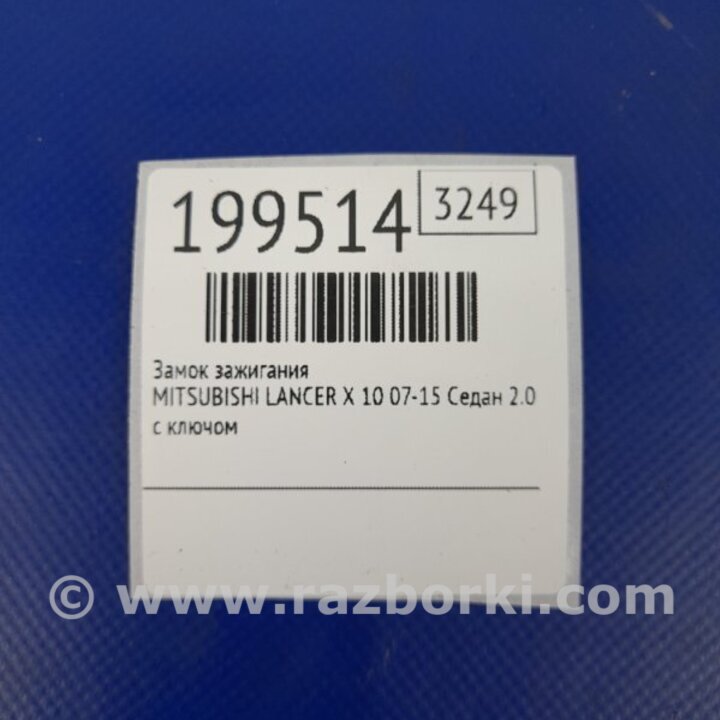 199514
3249
Замок зажигания
MITSUBISHI LANCER X 10 07-15 Седан 2.0
с ключом
© www.razborki.com